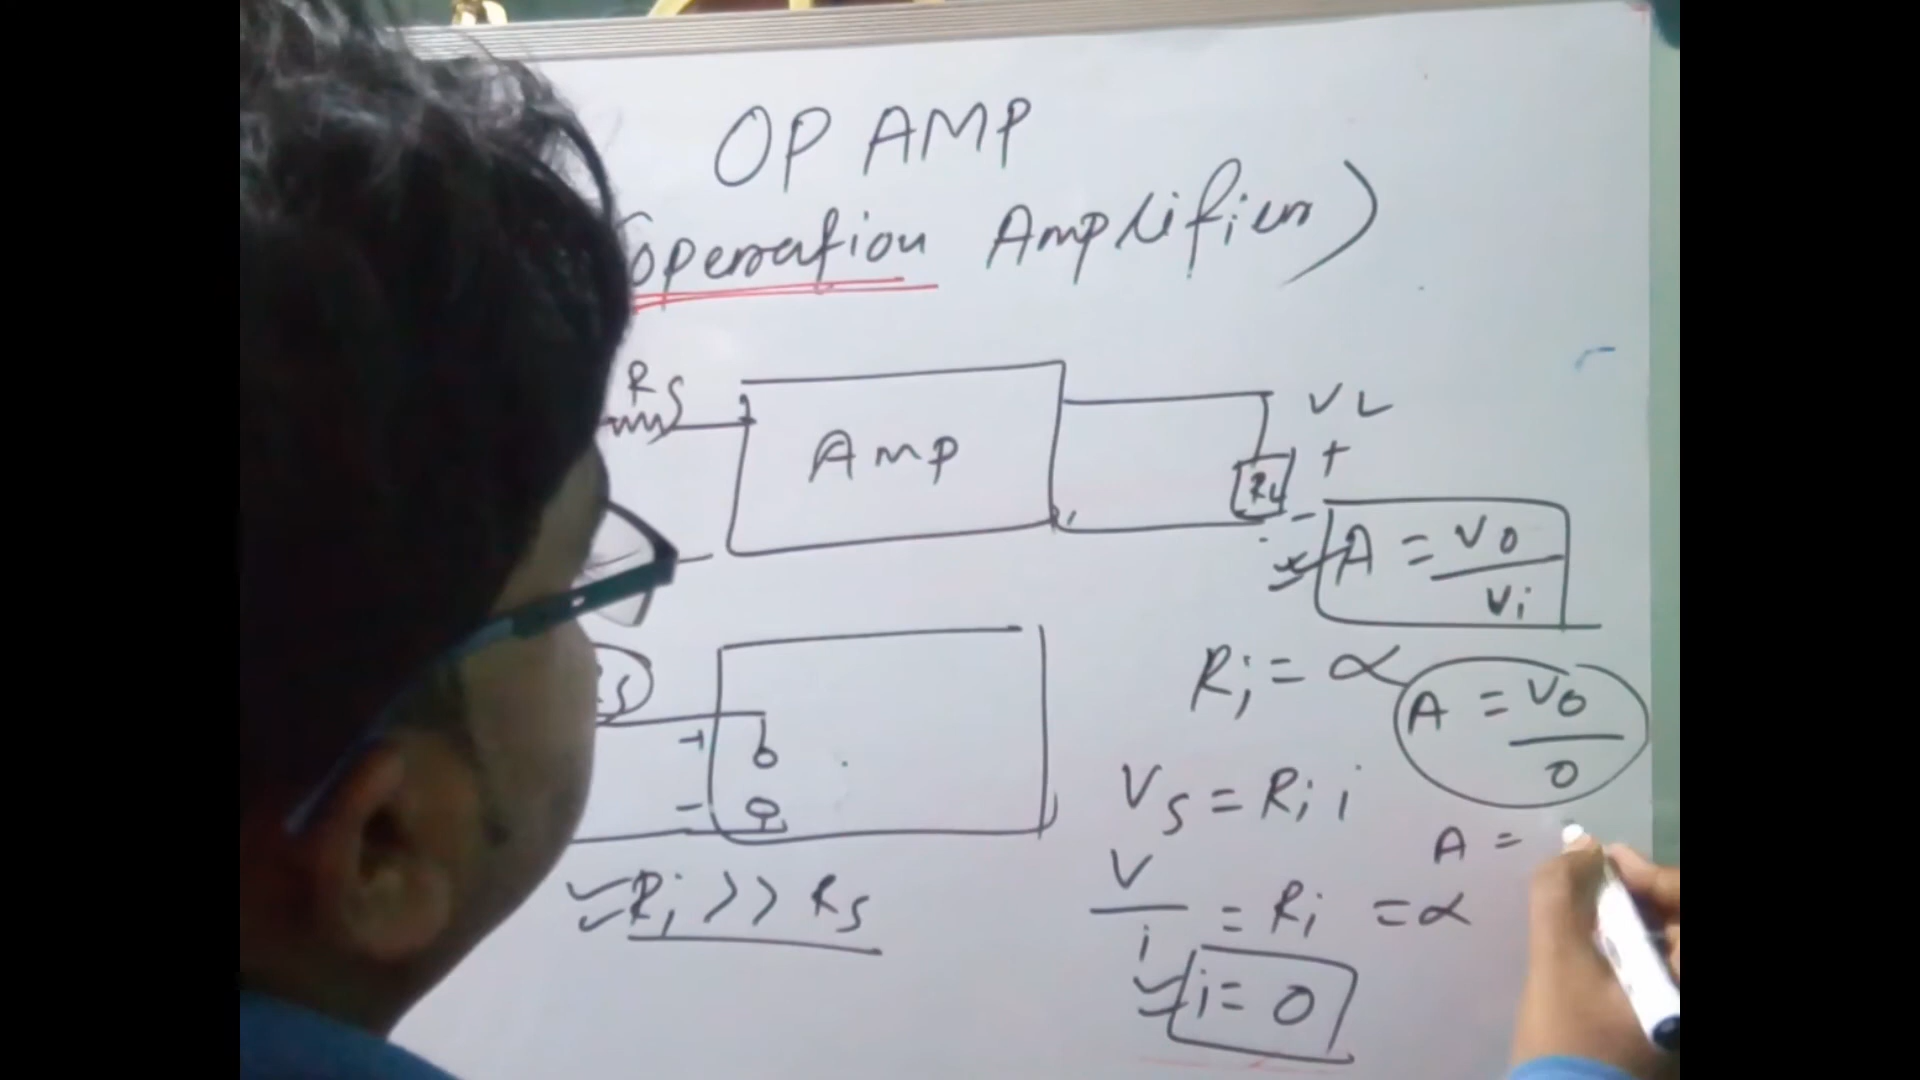 OP AMP
(operation Amplifier)
Rs
VL
Amp
+
RL
-
A = Vo / Vi
Ri = α
A = Vo / 0
+
-
Vs = Ri i
A =
V / i = Ri = α
Ri >> Rs
i = 0